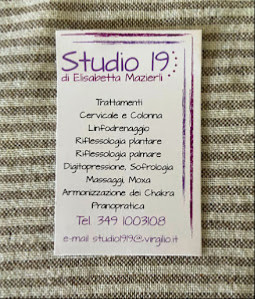 Studio 19
di Elisabetta Mazierli
Trattamenti
Cervicale e Colonna
Linfodrenaggio
Riflessologia plantare
Riflessologia palmare
Digitopressione, Sofrologia
Massaggi, Moxa
Armonizzazione dei Chakra
Pranopratica
Tel. 349 1003108
e-mail studio1919@virgilio.it